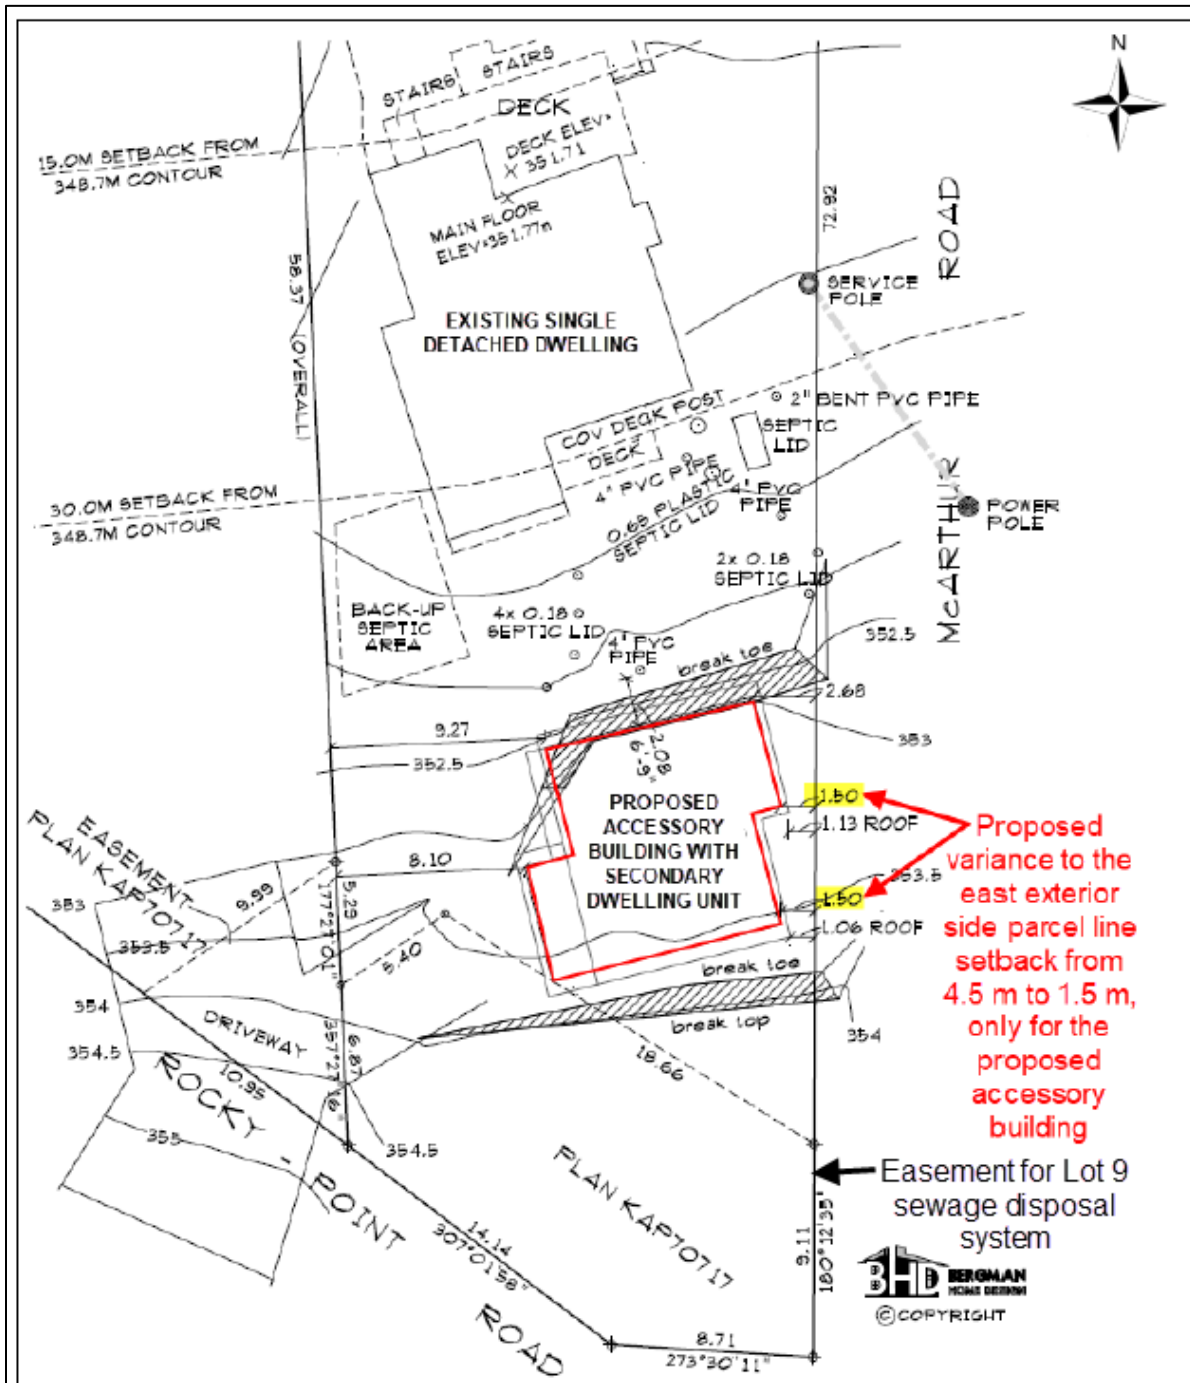 N
STAIRS
STAIRS
DECK
DECK ELEV=
X 351.71
15.0M SETBACK FROM
348.7M CONTOUR
MAIN FLOOR
ELEV=351.77m
72.92
ROAD
58.37 (OVERALL)
SERVICE
POLE
EXISTING SINGLE
DETACHED DWELLING
2" BENT PVC PIPE
SEPTIC
LID
COV DECK POST
DECK
4" PVC PIPE
0.68 PLASTIC
SEPTIC LID
4" PVC
PIPE
30.0M SETBACK FROM
348.7M CONTOUR
McARTHUR
POWER
POLE
2x 0.18
SEPTIC LID
BACK-UP
SEPTIC
AREA
4x 0.18
SEPTIC LID
4" PVC
PIPE
break toe
352.5
2.68
9.27
352.5
353
2.08
6'-9"
PROPOSED
ACCESSORY
BUILDING WITH
SECONDARY
DWELLING UNIT
1.50
1.13 ROOF
353.5
1.50
1.06 ROOF
Proposed
variance to the
east exterior
side parcel line
setback from
4.5 m to 1.5 m,
only for the
proposed
accessory
building
EASEMENT
PLAN KAP70717
8.10
9.99
5.29
177°27'01"
5.40
353
353.5
354
354.5
break toe
break top
354
DRIVEWAY
6.87
357°27'16"
18.66
10.95
ROCKY - POINT
ROAD
355
354.5
PLAN KAP70717
Easement for Lot 9
sewage disposal
system
14.14
307°01'58"
9.11
180°12'35"
BHD BERGMAN
HOME DESIGN
© COPYRIGHT
8.71
273°30'11"